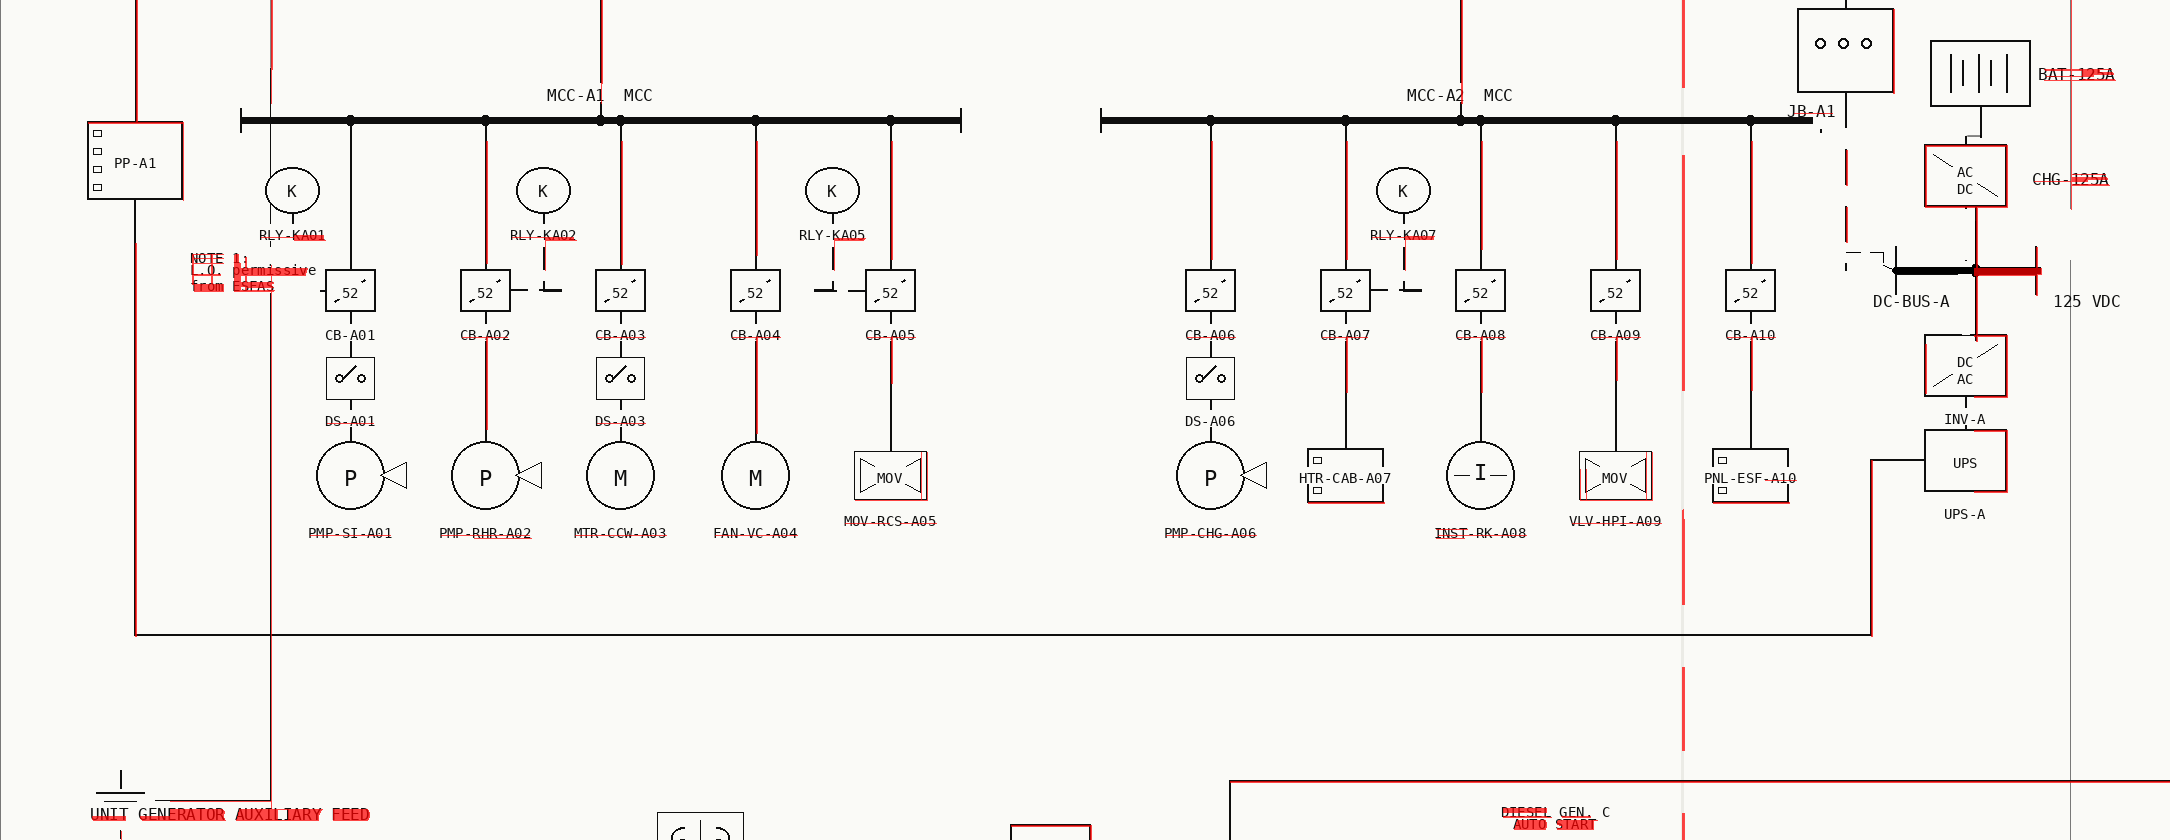 BAT-125A
MCC-A1 MCC
MCC-A2 MCC
JB-A1
PP-A1
AC
DC
CHG-125A
K
K
K
K
RLY-KA01
RLY-KA02
RLY-KA05
RLY-KA07
NOTE 1:
L.O. permissive
from ESFAS
52
52
52
52
52
52
52
52
52
52
DC-BUS-A
125 VDC
CB-A01
CB-A02
CB-A03
CB-A04
CB-A05
CB-A06
CB-A07
CB-A08
CB-A09
CB-A10
DC
AC
INV-A
DS-A01
DS-A03
DS-A06
UPS
UPS-A
P
P
M
M
MOV
P
HTR-CAB-A07
I
MOV
PNL-ESF-A10
PMP-SI-A01
PMP-RHR-A02
MTR-CCW-A03
FAN-VC-A04
MOV-RCS-A05
PMP-CHG-A06
INST-RK-A08
VLV-HPI-A09
UNIT GENERATOR AUXILIARY FEED
DIESEL GEN. C
AUTO START